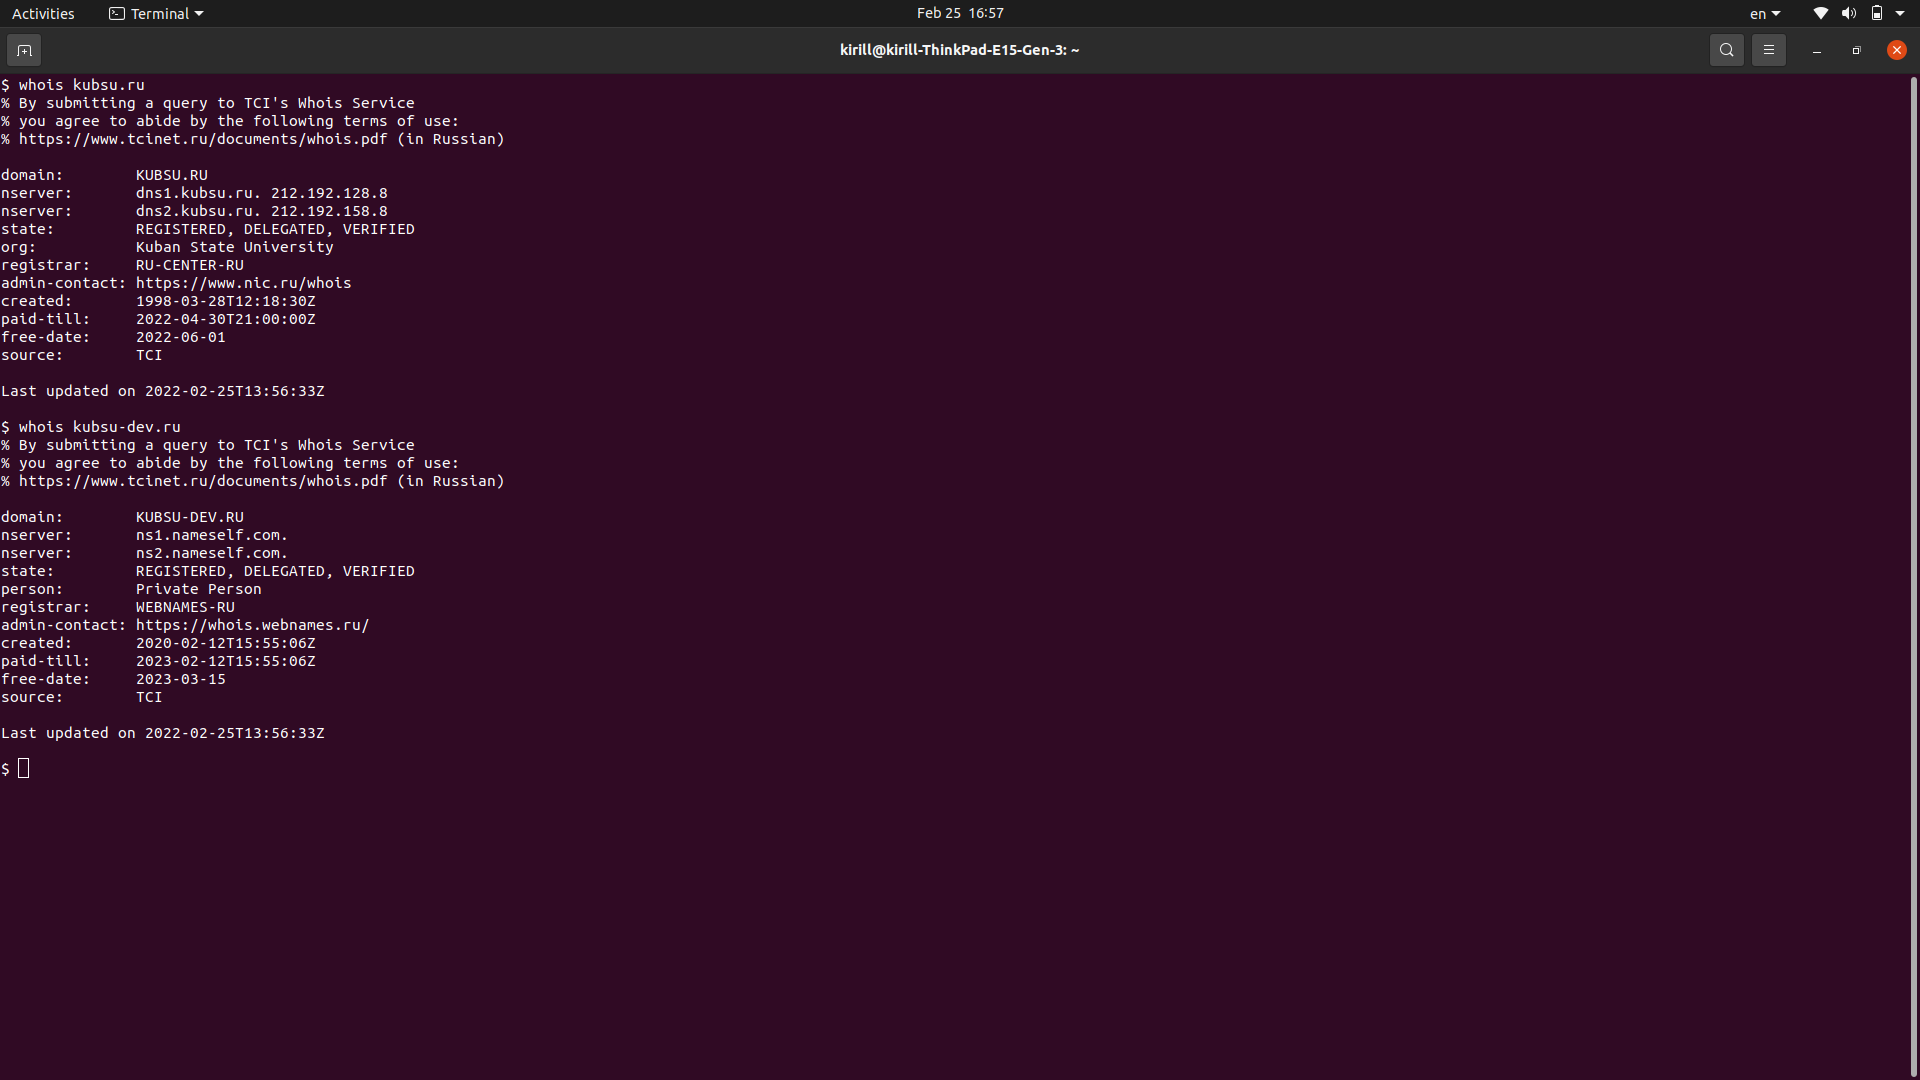 Activities Terminal Feb 25 16:57 en
kirill@kirill-ThinkPad-E15-Gen-3: ~
$ whois kubsu.ru
% By submitting a query to TCI's Whois Service
% you agree to abide by the following terms of use:
% https://www.tcinet.ru/documents/whois.pdf (in Russian)
domain: KUBSU.RU
nserver: dns1.kubsu.ru. 212.192.128.8
nserver: dns2.kubsu.ru. 212.192.158.8
state: REGISTERED, DELEGATED, VERIFIED
org: Kuban State University
registrar: RU-CENTER-RU
admin-contact: https://www.nic.ru/whois
created: 1998-03-28T12:18:30Z
paid-till: 2022-04-30T21:00:00Z
free-date: 2022-06-01
source: TCI
Last updated on 2022-02-25T13:56:33Z
$ whois kubsu-dev.ru
% By submitting a query to TCI's Whois Service
% you agree to abide by the following terms of use:
% https://www.tcinet.ru/documents/whois.pdf (in Russian)
domain: KUBSU-DEV.RU
nserver: ns1.nameself.com.
nserver: ns2.nameself.com.
state: REGISTERED, DELEGATED, VERIFIED
person: Private Person
registrar: WEBNAMES-RU
admin-contact: https://whois.webnames.ru/
created: 2020-02-12T15:55:06Z
paid-till: 2023-02-12T15:55:06Z
free-date: 2023-03-15
source: TCI
Last updated on 2022-02-25T13:56:33Z
$